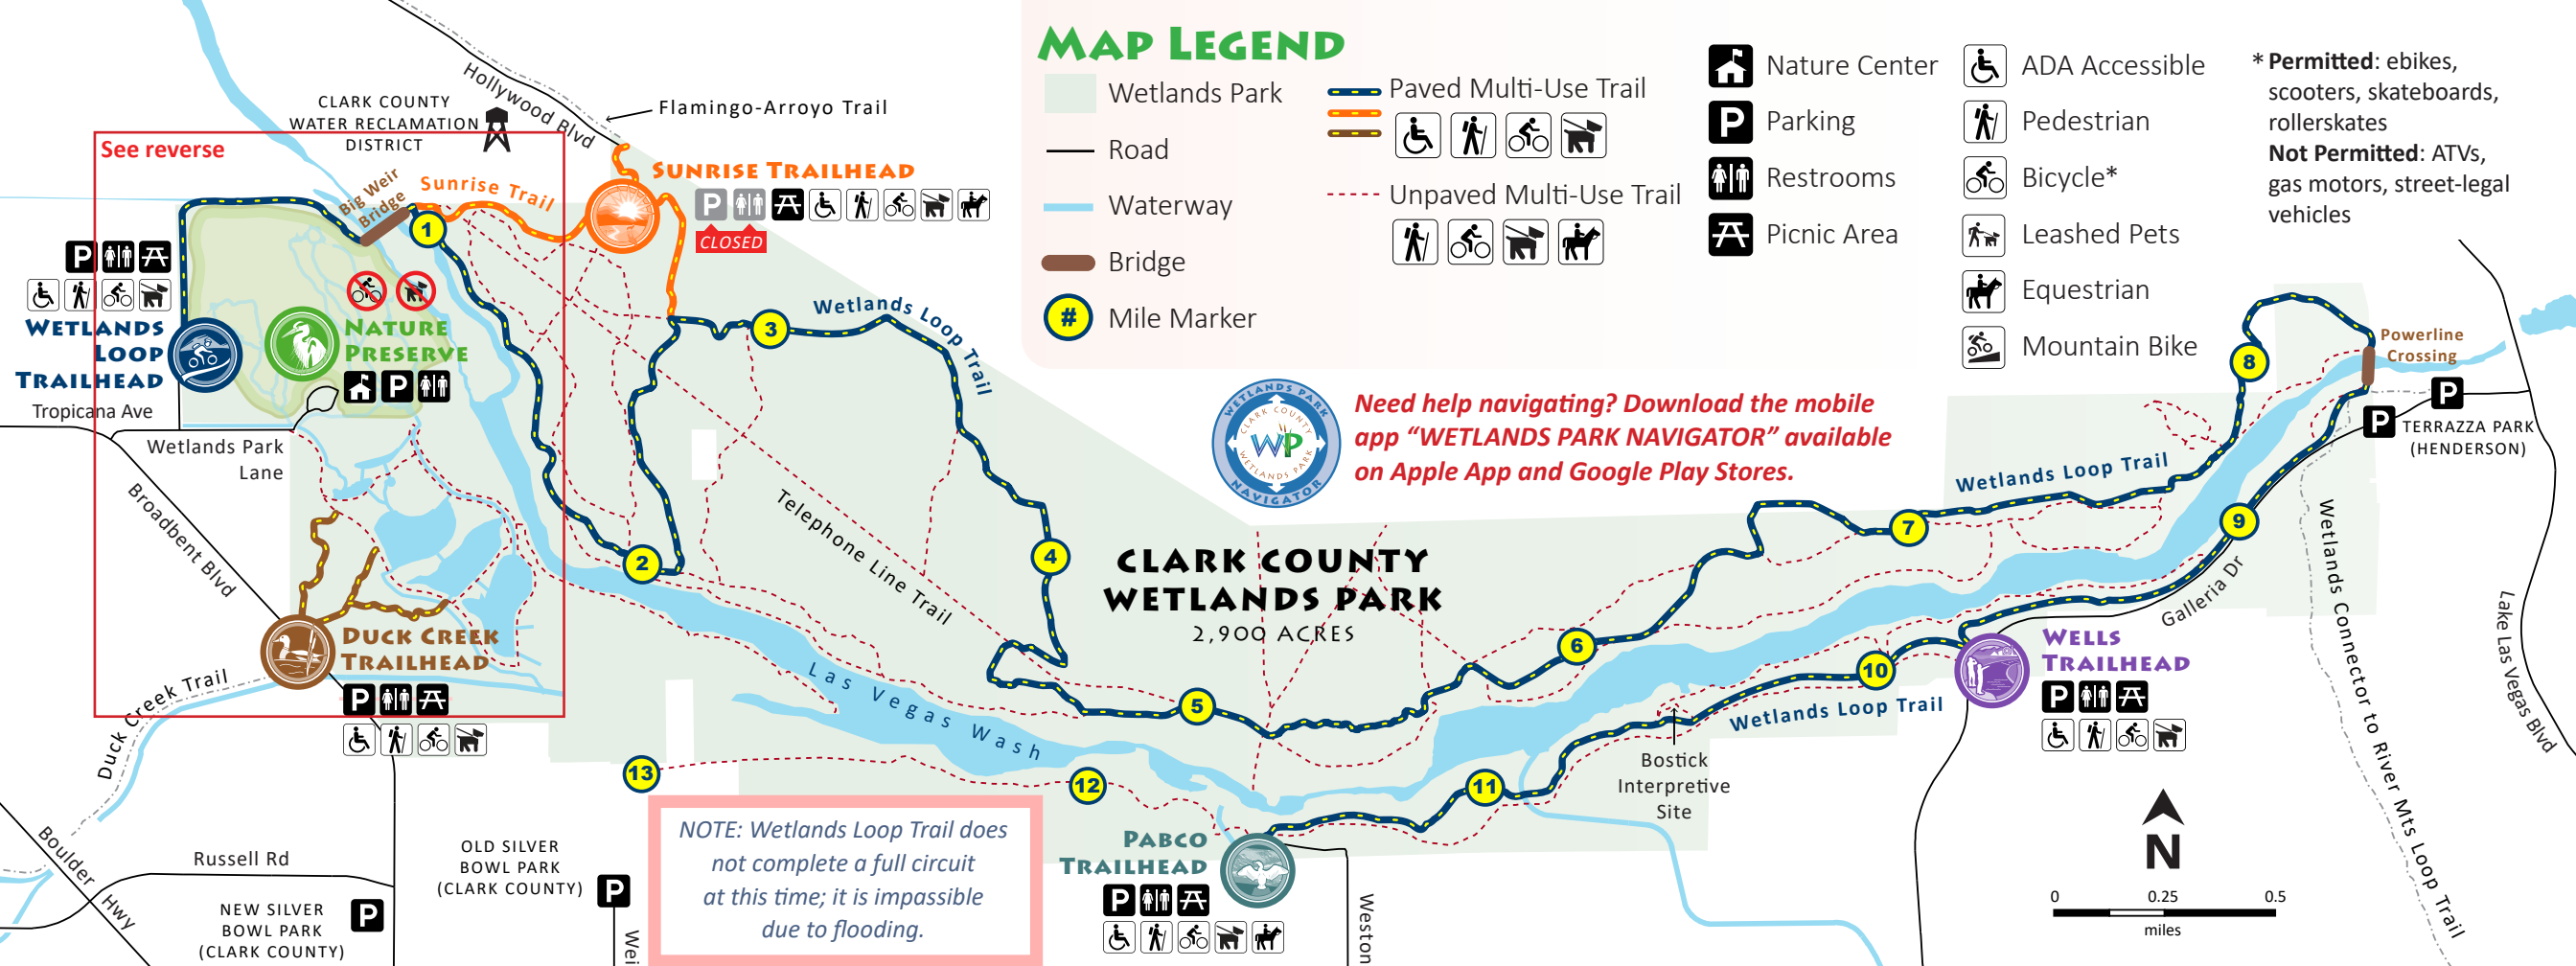 Hollywood Blvd
Flamingo-Arroyo Trail
CLARK COUNTY
WATER RECLAMATION
DISTRICT
See reverse
Big Weir
Bridge
Sunrise Trail
SUNRISE TRAILHEAD
P
CLOSED
1
P
WETLANDS
LOOP
TRAILHEAD
NATURE
PRESERVE
P
Tropicana Ave
Wetlands Park
Lane
Broadbent Blvd
3
Wetlands Loop Trail
2
Telephone Line Trail
4
DUCK CREEK
TRAILHEAD
P
Duck Creek Trail
Las Vegas Wash
5
13
12
Boulder Hwy
Russell Rd
NEW SILVER
BOWL PARK
(CLARK COUNTY)
P
OLD SILVER
BOWL PARK
(CLARK COUNTY)
P
Wei
NOTE: Wetlands Loop Trail does
not complete a full circuit
at this time; it is impassible
due to flooding.
MAP LEGEND
Wetlands Park
Road
Waterway
Bridge
# Mile Marker
Paved Multi-Use Trail
Unpaved Multi-Use Trail
Nature Center
P Parking
Restrooms
Picnic Area
ADA Accessible
Pedestrian
Bicycle*
Leashed Pets
Equestrian
Mountain Bike
* Permitted: ebikes,
scooters, skateboards,
rollerskates
Not Permitted: ATVs,
gas motors, street-legal
vehicles
WETLANDS PARK
CLARK COUNTY
WP
WETLANDS PARK
NAVIGATOR
Need help navigating? Download the mobile
app “WETLANDS PARK NAVIGATOR” available
on Apple App and Google Play Stores.
CLARK COUNTY
WETLANDS PARK
2,900 ACRES
6
7
Wetlands Loop Trail
8
Powerline
Crossing
P
P
TERRAZZA PARK
(HENDERSON)
9
Galleria Dr
Wetlands Connector to River Mts Loop Trail
Lake Las Vegas Blvd
WELLS
TRAILHEAD
P
10
Wetlands Loop Trail
Bostick
Interpretive
Site
11
PABCO
TRAILHEAD
P
Weston
N
0 0.25 0.5
miles